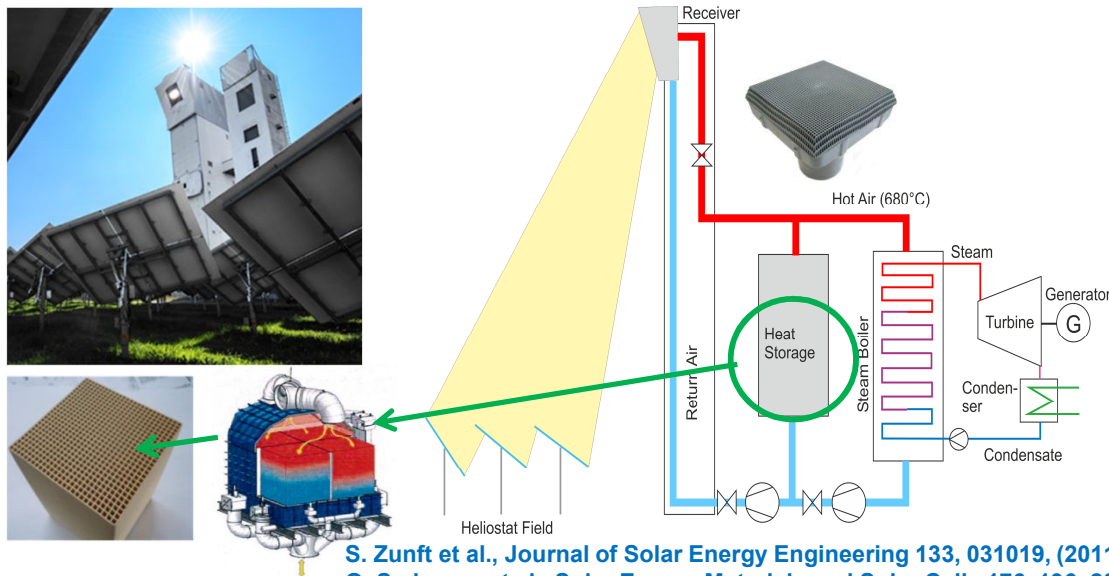 Receiver
Hot Air (680°C)
Steam
Generator
Turbine
G
Heat
Storage
Return Air
Steam Boiler
Conden-
ser
Condensate
Heliostat Field
S. Zunft et al., Journal of Solar Energy Engineering 133, 031019, (2011